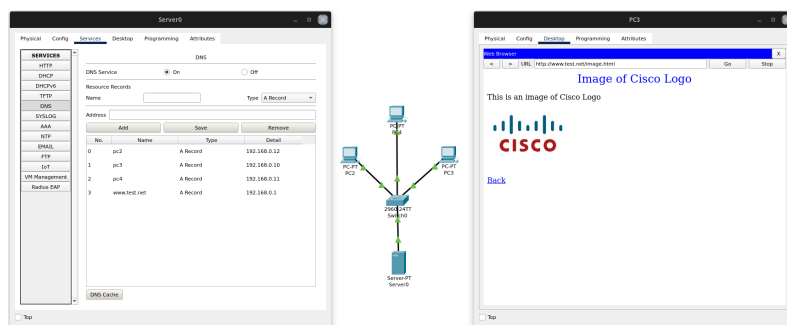 Server0
Physical Config Services Desktop Programming Attributes
SERVICES
HTTP
DHCP
DHCPv6
TFTP
DNS
SYSLOG
AAA
NTP
EMAIL
FTP
IoT
VM Management
Radius EAP
DNS
DNS Service On Off
Resource Records
Name Type A Record
Address
Add Save Remove
No. Name Type Detail
0 pc2 A Record 192.168.0.12
1 pc3 A Record 192.168.0.10
2 pc4 A Record 192.168.0.11
3 www.test.net A Record 192.168.0.1
DNS Cache
Top
PC-PT
PC-PT
PC2
PC-PT
PC3
2960-24TT
Switch0
Server-PT
Server0
PC3
Physical Config Desktop Programming Attributes
Web Browser X
< > URL http://www.test.net/image.html Go Stop
Image of Cisco Logo
This is an image of Cisco Logo
CISCO
Back
Top